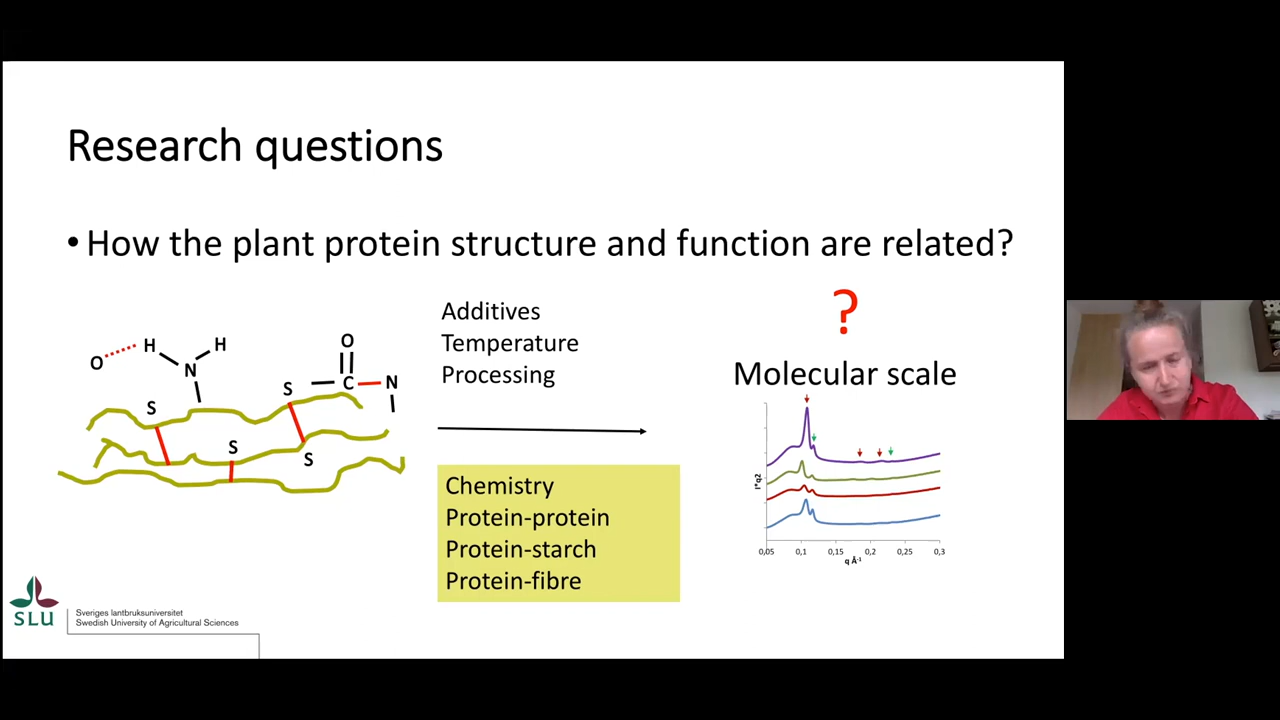 Research questions
• How the plant protein structure and function are related?
Additives
Temperature
Processing
?
Molecular scale
O
H
H
N
O
C
N
S
S
S
S
Chemistry
Protein-protein
Protein-starch
Protein-fibre
I*q2
0,05 0,1 0,15 0,2 0,25 0,3
q Å-1
SLU
Sveriges lantbruksuniversitet
Swedish University of Agricultural Sciences